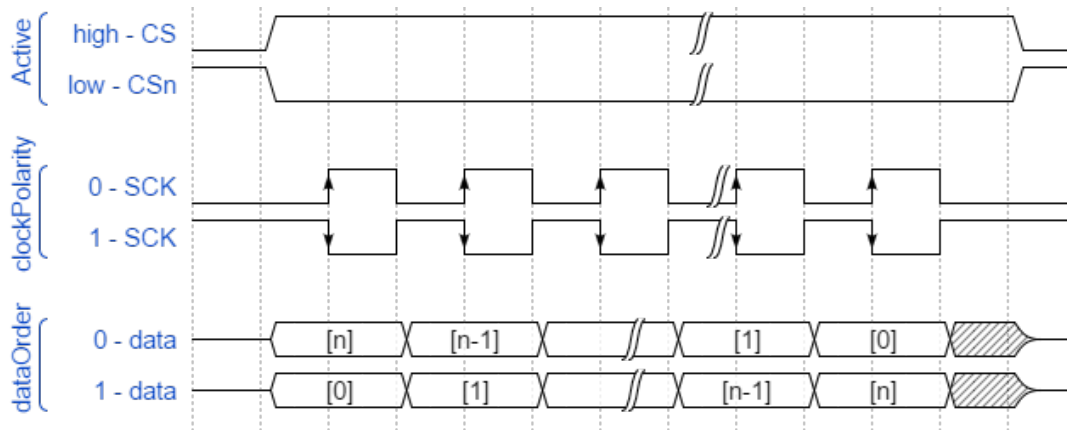 Active
high - CS
low - CSn
clockPolarity
0 - SCK
1 - SCK
dataOrder
0 - data [n] [n-1] [1] [0]
1 - data [0] [1] [n-1] [n]